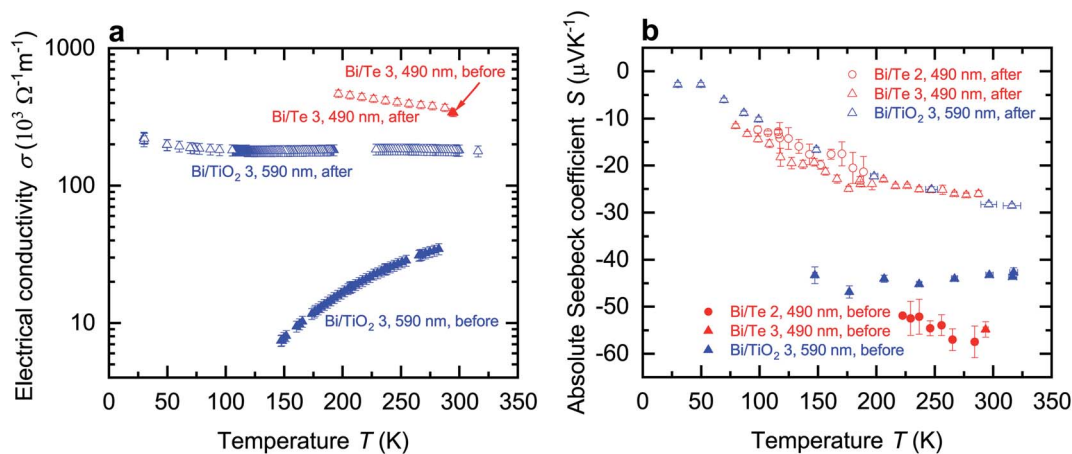 a
Electrical conductivity σ (10³ Ω⁻¹m⁻¹)
1000
100
10
Bi/Te 3, 490 nm, before
Bi/Te 3, 490 nm, after
Bi/TiO₂ 3, 590 nm, after
Bi/TiO₂ 3, 590 nm, before
0 50 100 150 200 250 300 350
Temperature T (K)
b
Absolute Seebeck coefficient S (μVK⁻¹)
0
-10
-20
-30
-40
-50
-60
Bi/Te 2, 490 nm, after
Bi/Te 3, 490 nm, after
Bi/TiO₂ 3, 590 nm, after
Bi/Te 2, 490 nm, before
Bi/Te 3, 490 nm, before
Bi/TiO₂ 3, 590 nm, before
0 50 100 150 200 250 300 350
Temperature T (K)